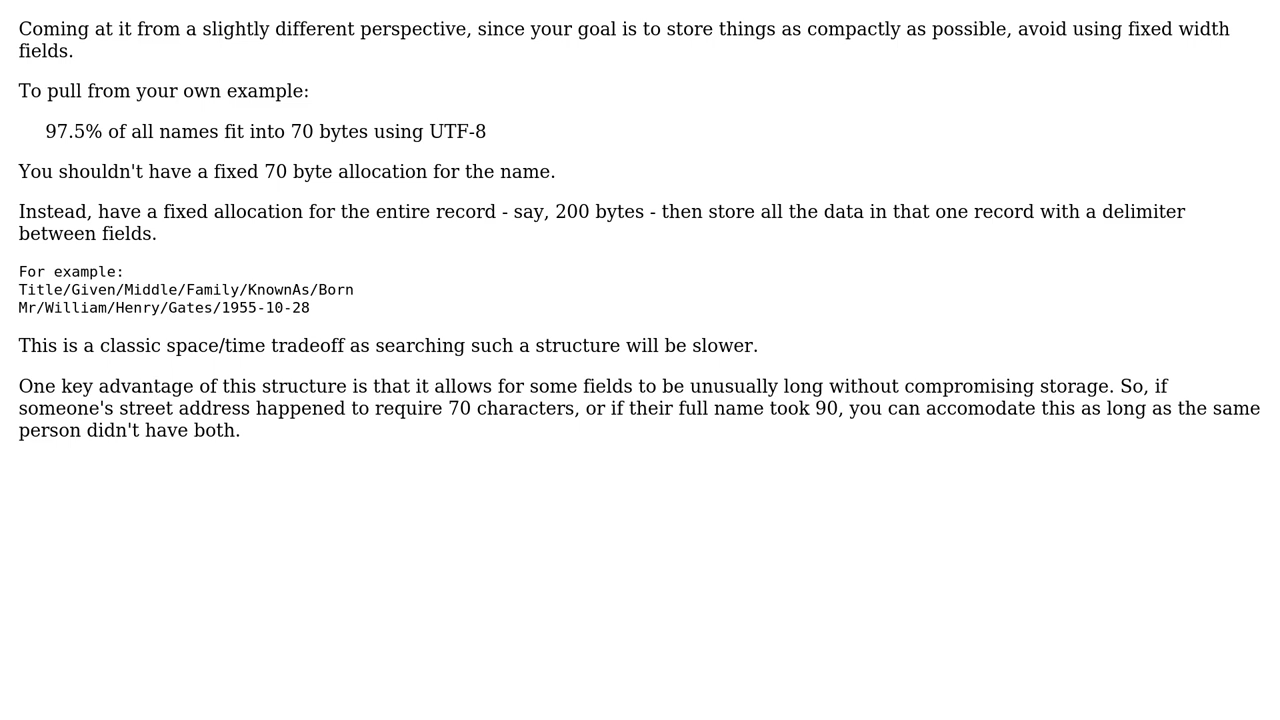 Coming at it from a slightly different perspective, since your goal is to store things as compactly as possible, avoid using fixed width
fields.
To pull from your own example:
97.5% of all names fit into 70 bytes using UTF-8
You shouldn't have a fixed 70 byte allocation for the name.
Instead, have a fixed allocation for the entire record - say, 200 bytes - then store all the data in that one record with a delimiter
between fields.
For example:
Title/Given/Middle/Family/KnownAs/Born
Mr/William/Henry/Gates/1955-10-28
This is a classic space/time tradeoff as searching such a structure will be slower.
One key advantage of this structure is that it allows for some fields to be unusually long without compromising storage. So, if
someone's street address happened to require 70 characters, or if their full name took 90, you can accomodate this as long as the same
person didn't have both.